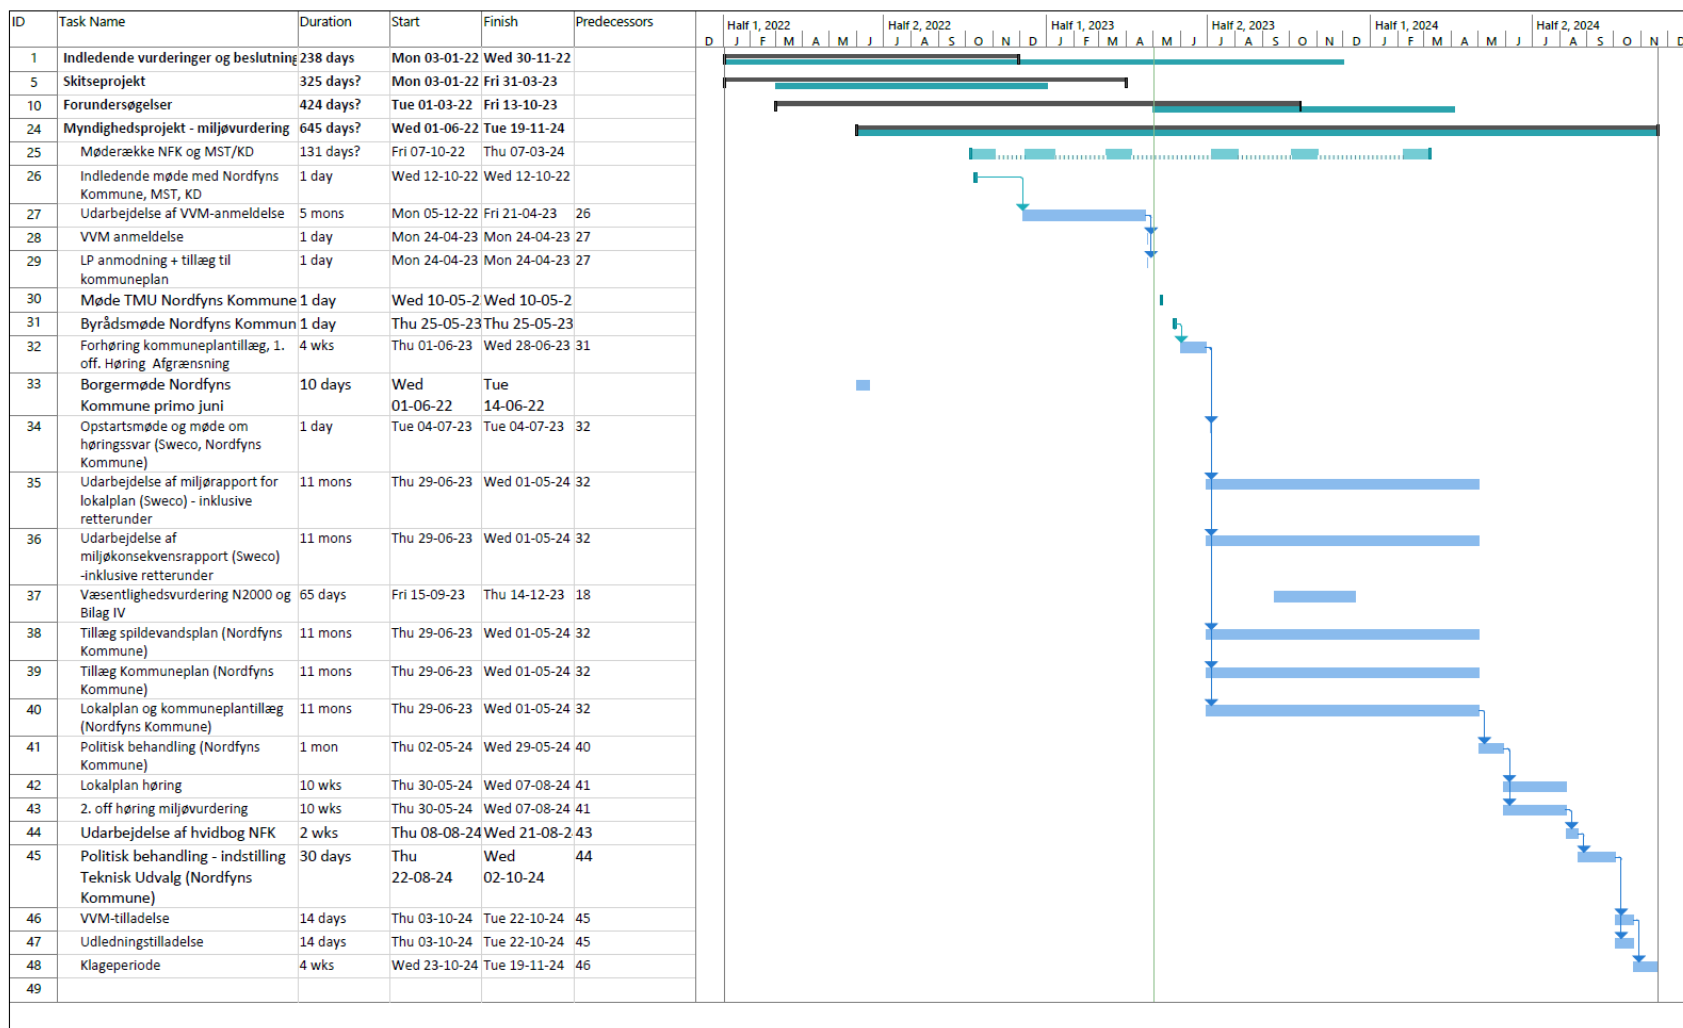 ID Task Name Duration Start Finish Predecessors
Half 1, 2022 Half 2, 2022 Half 1, 2023 Half 2, 2023 Half 1, 2024 Half 2, 2024
D J F M A M J J A S O N D J F M A M J J A S O N D J F M A M J J A S O N D
1 Indledende vurderinger og beslutning 238 days Mon 03-01-22 Wed 30-11-22
5 Skitseprojekt 325 days? Mon 03-01-22 Fri 31-03-23
10 Forundersøgelser 424 days? Tue 01-03-22 Fri 13-10-23
24 Myndighedsprojekt - miljøvurdering 645 days? Wed 01-06-22 Tue 19-11-24
25 Møderække NFK og MST/KD 131 days? Fri 07-10-22 Thu 07-03-24
26 Indledende møde med Nordfyns 1 day Wed 12-10-22 Wed 12-10-22
Kommune, MST, KD
27 Udarbejdelse af VVM-anmeldelse 5 mons Mon 05-12-22 Fri 21-04-23 26
28 VVM anmeldelse 1 day Mon 24-04-23 Mon 24-04-23 27
29 LP anmodning + tillæg til 1 day Mon 24-04-23 Mon 24-04-23 27
kommuneplan
30 Møde TMU Nordfyns Kommune 1 day Wed 10-05-2 Wed 10-05-2
31 Byrådsmøde Nordfyns Kommun 1 day Thu 25-05-23 Thu 25-05-23
32 Forhøring kommuneplantillæg, 1. 4 wks Thu 01-06-23 Wed 28-06-23 31
off. Høring Afgrænsning
33 Borgermøde Nordfyns 10 days Wed Tue
Kommune primo juni 01-06-22 14-06-22
34 Opstartsmøde og møde om 1 day Tue 04-07-23 Tue 04-07-23 32
høringssvar (Sweco, Nordfyns
Kommune)
35 Udarbejdelse af miljørapport for 11 mons Thu 29-06-23 Wed 01-05-24 32
lokalplan (Sweco) - inklusive
retterunder
36 Udarbejdelse af 11 mons Thu 29-06-23 Wed 01-05-24 32
miljøkonsekvensrapport (Sweco)
-inklusive retterunder
37 Væsentlighedsvurdering N2000 og 65 days Fri 15-09-23 Thu 14-12-23 18
Bilag IV
38 Tillæg spildevandsplan (Nordfyns 11 mons Thu 29-06-23 Wed 01-05-24 32
Kommune)
39 Tillæg Kommuneplan (Nordfyns 11 mons Thu 29-06-23 Wed 01-05-24 32
Kommune)
40 Lokalplan og kommuneplantillæg 11 mons Thu 29-06-23 Wed 01-05-24 32
(Nordfyns Kommune)
41 Politisk behandling (Nordfyns 1 mon Thu 02-05-24 Wed 29-05-24 40
Kommune)
42 Lokalplan høring 10 wks Thu 30-05-24 Wed 07-08-24 41
43 2. off høring miljøvurdering 10 wks Thu 30-05-24 Wed 07-08-24 41
44 Udarbejdelse af hvidbog NFK 2 wks Thu 08-08-24 Wed 21-08-2 43
45 Politisk behandling - indstilling 30 days Thu Wed 44
Teknisk Udvalg (Nordfyns 22-08-24 02-10-24
Kommune)
46 VVM-tilladelse 14 days Thu 03-10-24 Tue 22-10-24 45
47 Udledningstilladelse 14 days Thu 03-10-24 Tue 22-10-24 45
48 Klageperiode 4 wks Wed 23-10-24 Tue 19-11-24 46
49